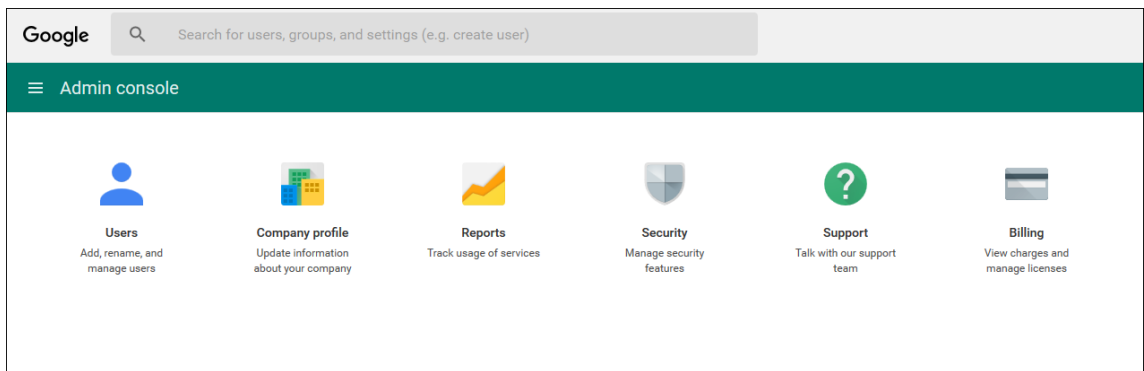 Google
Search for users, groups, and settings (e.g. create user)
Admin console
Users
Add, rename, and
manage users
Company profile
Update information
about your company
Reports
Track usage of services
Security
Manage security
features
Support
Talk with our support
team
Billing
View charges and
manage licenses